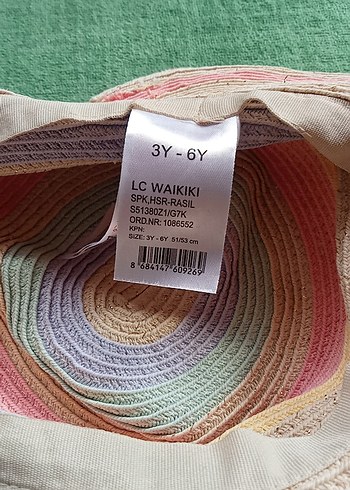 3Y - 6Y
LC WAIKIKI
SPK,HSR-RASIL
S51380Z1/G7K
ORD.NR: 1086552
KPN:
SIZE: 3Y - 6Y 51/53 cm
8 684147 609269